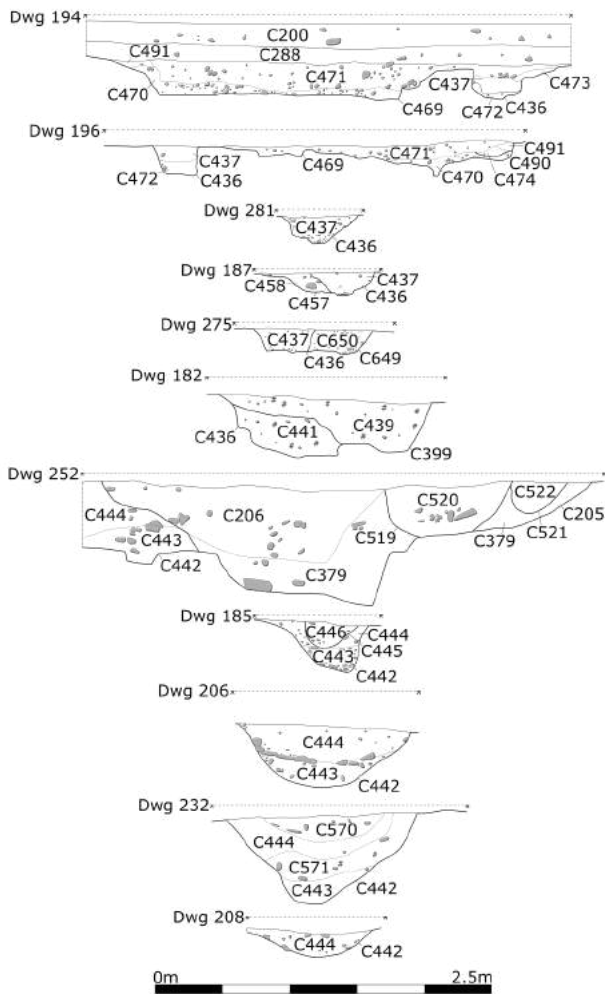 Dwg 194
C200
C491
C288
C471
C437
C473
C470
C469
C472
C436
Dwg 196
C437
C471
C491
C472
C436
C469
C470
C490
C474
Dwg 281
C437
C436
Dwg 187
C458
C437
C457
C436
Dwg 275
C437
C650
C436
C649
Dwg 182
C436
C441
C439
C399
Dwg 252
C444
C206
C520
C522
C205
C443
C519
C442
C379
C379
C521
Dwg 185
C446
C444
C443
C445
C442
Dwg 206
C444
C443
C442
Dwg 232
C444
C570
C571
C443
C442
Dwg 208
C444
C442
0m
2.5m